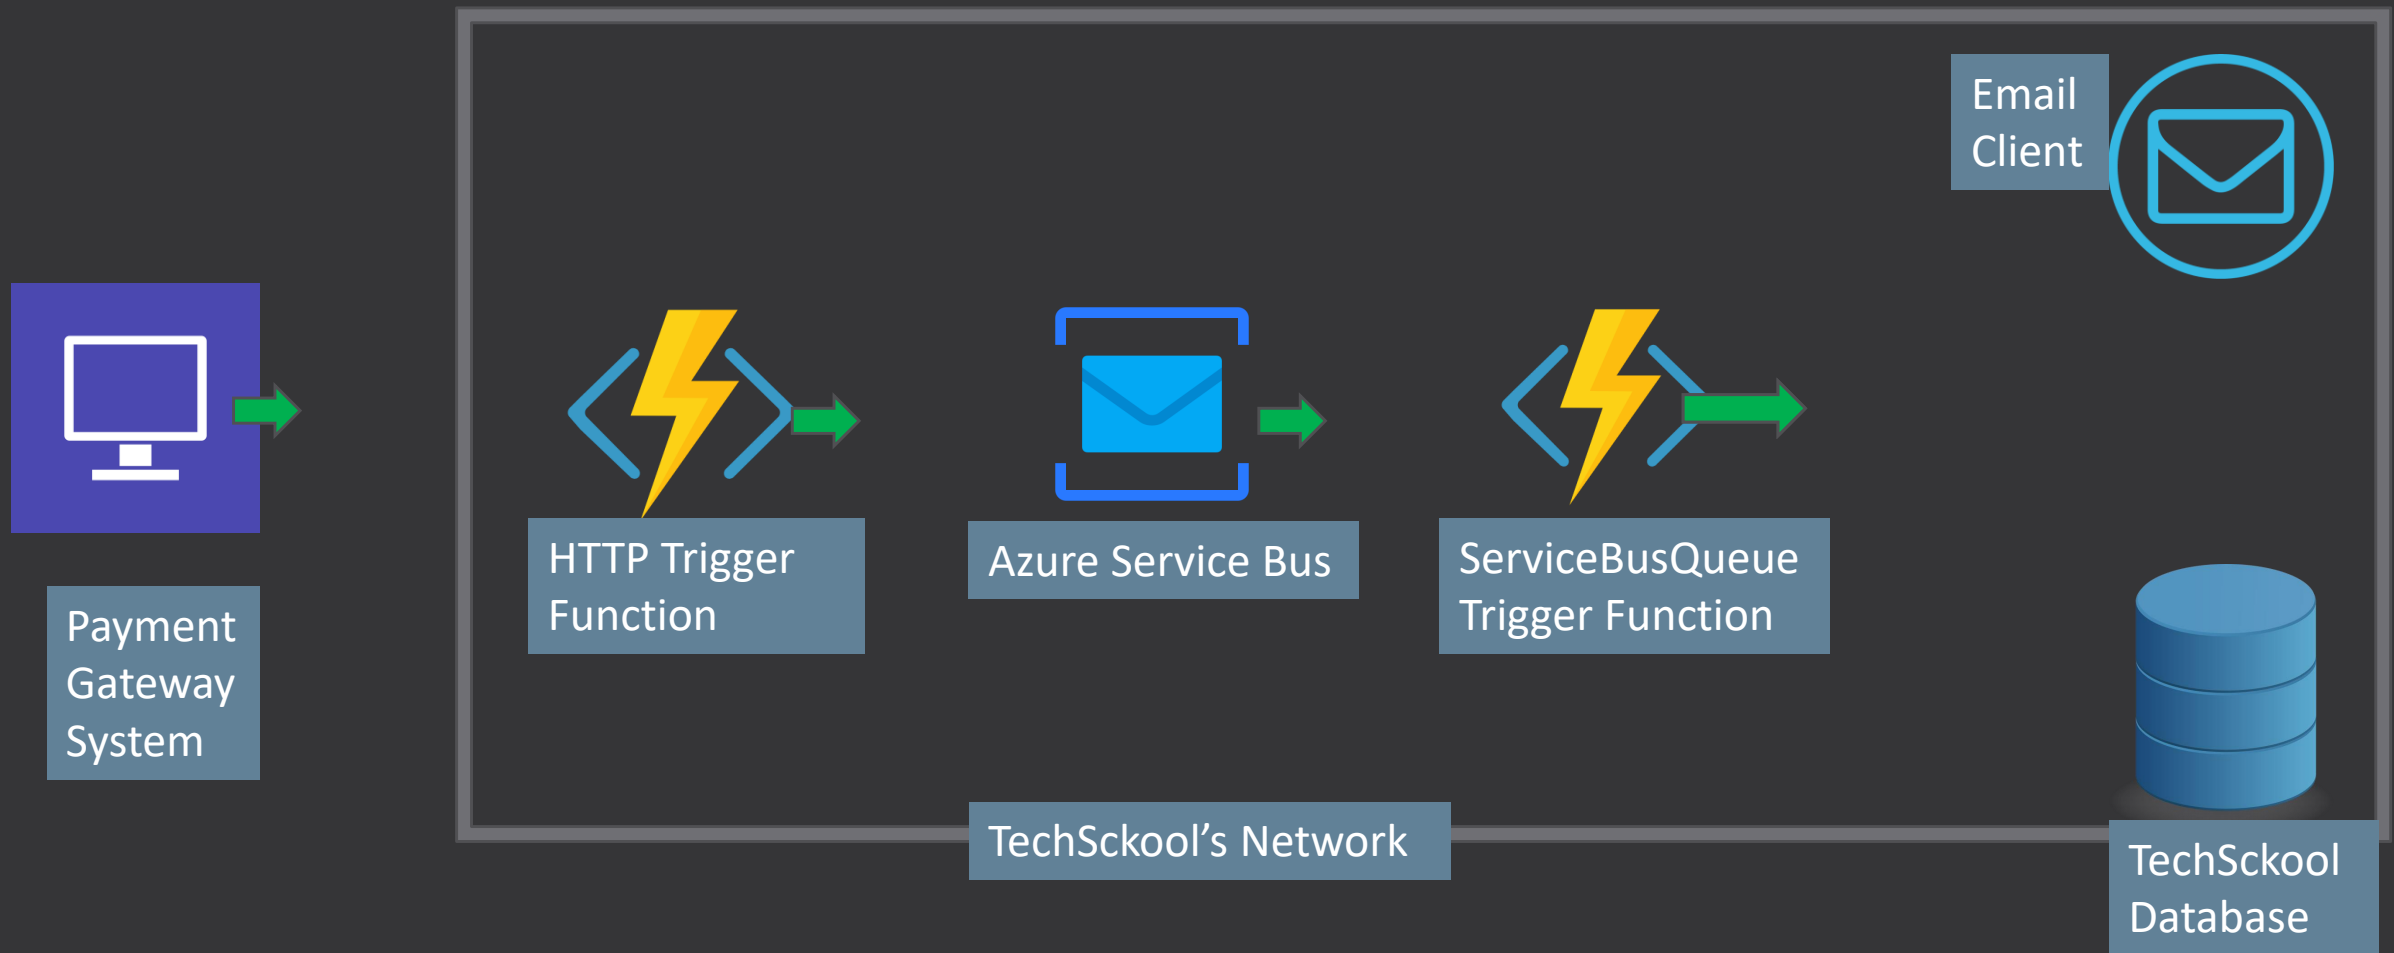 Email
Client
HTTP Trigger
Function
Azure Service Bus
ServiceBusQueue
Trigger Function
Payment
Gateway
System
TechSckool’s Network
TechSckool
Database